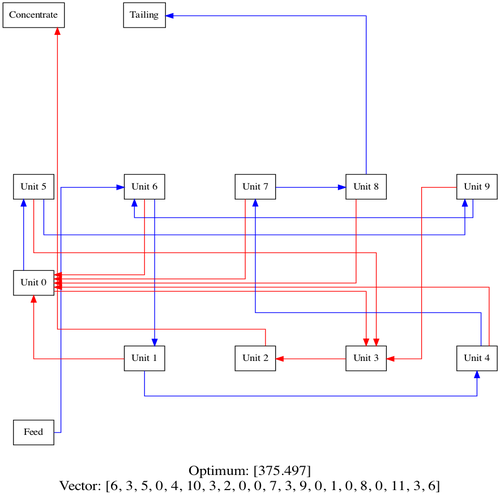 Concentrate Tailing
Unit 5 Unit 6 Unit 7 Unit 8 Unit 9
Unit 0
Unit 1 Unit 2 Unit 3 Unit 4
Feed
Optimum: [375.497]
Vector: [6, 3, 5, 0, 4, 10, 3, 2, 0, 0, 7, 3, 9, 0, 1, 0, 8, 0, 11, 3, 6]